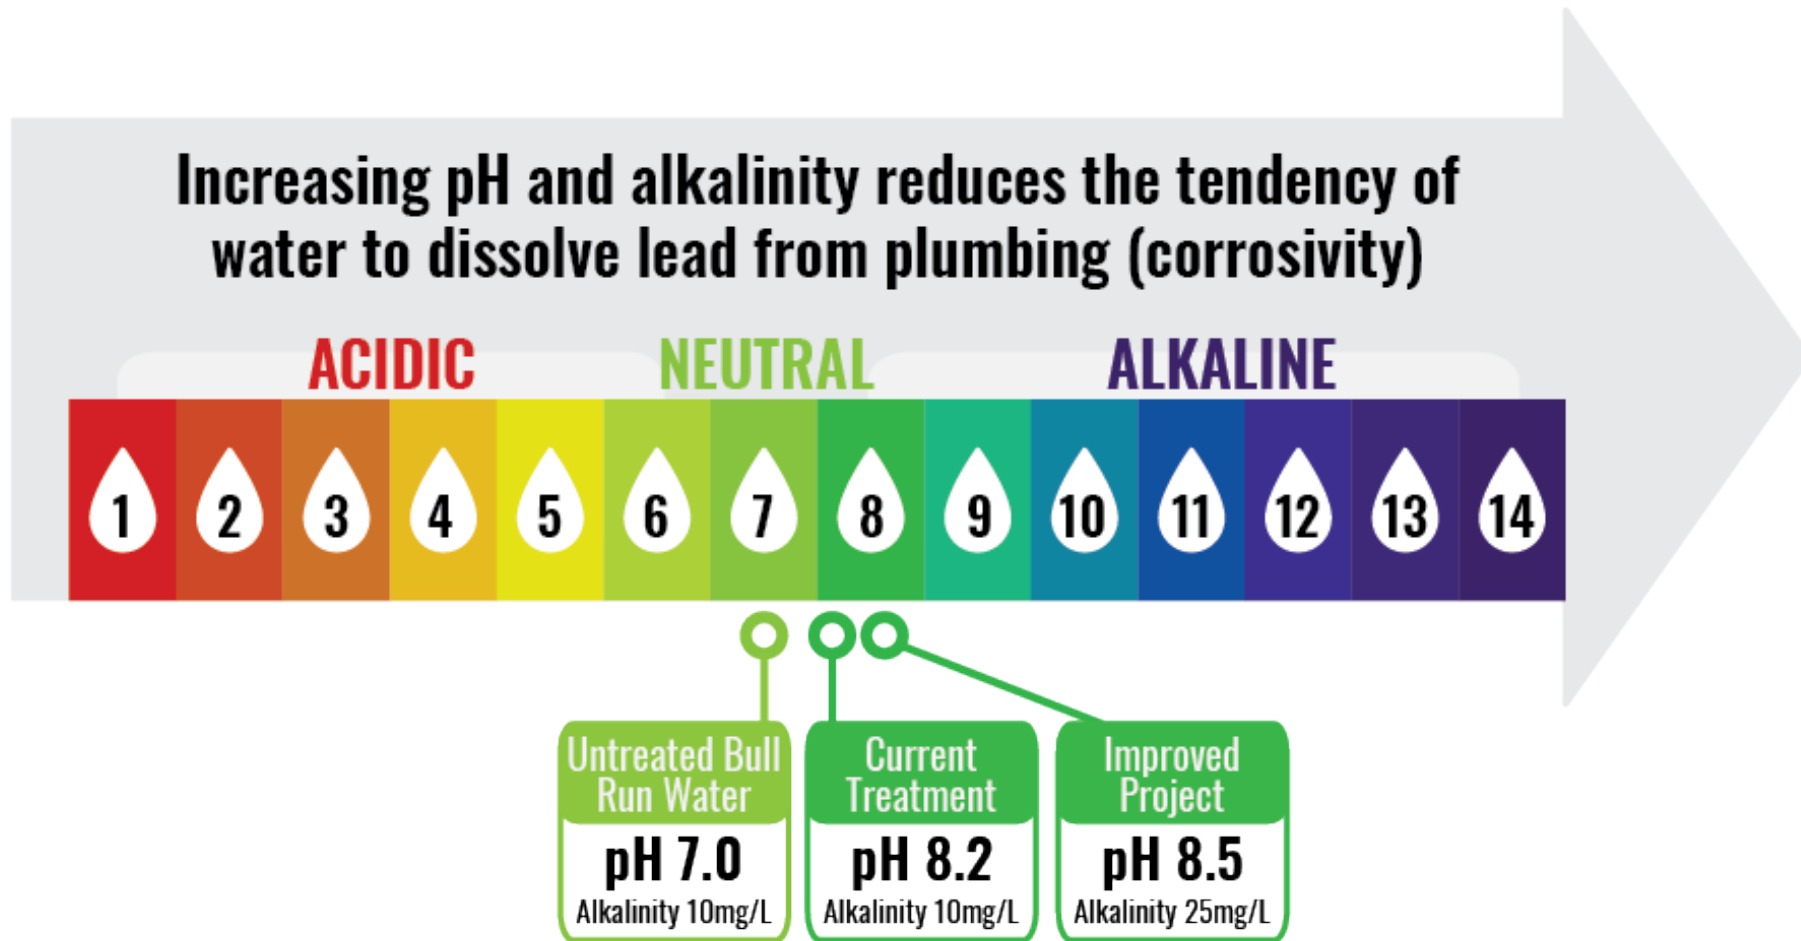 Increasing pH and alkalinity reduces the tendency of
water to dissolve lead from plumbing (corrosivity)
ACIDIC NEUTRAL ALKALINE
1 2 3 4 5 6 7 8 9 10 11 12 13 14
Untreated Bull
Run Water
pH 7.0
Alkalinity 10mg/L
Current
Treatment
pH 8.2
Alkalinity 10mg/L
Improved
Project
pH 8.5
Alkalinity 25mg/L